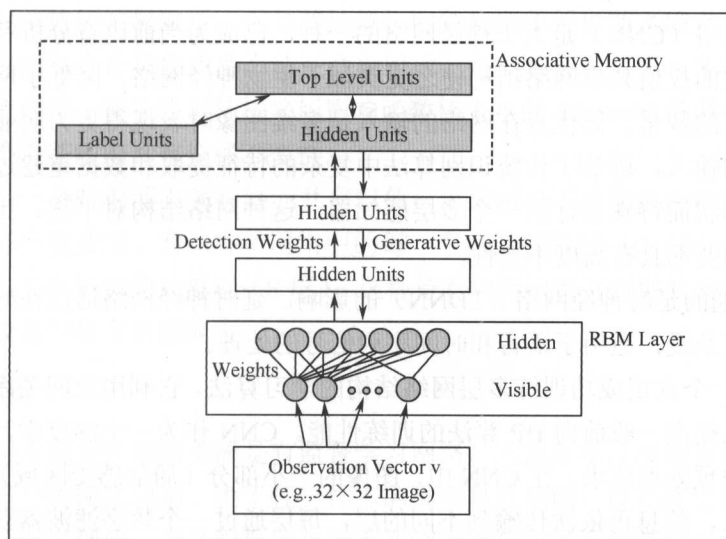 Associative Memory
Top Level Units
Label Units
Hidden Units
Hidden Units
Detection Weights
Generative Weights
Hidden Units
Hidden
RBM Layer
Weights
Visible
Observation Vector v
(e.g.,32×32 Image)